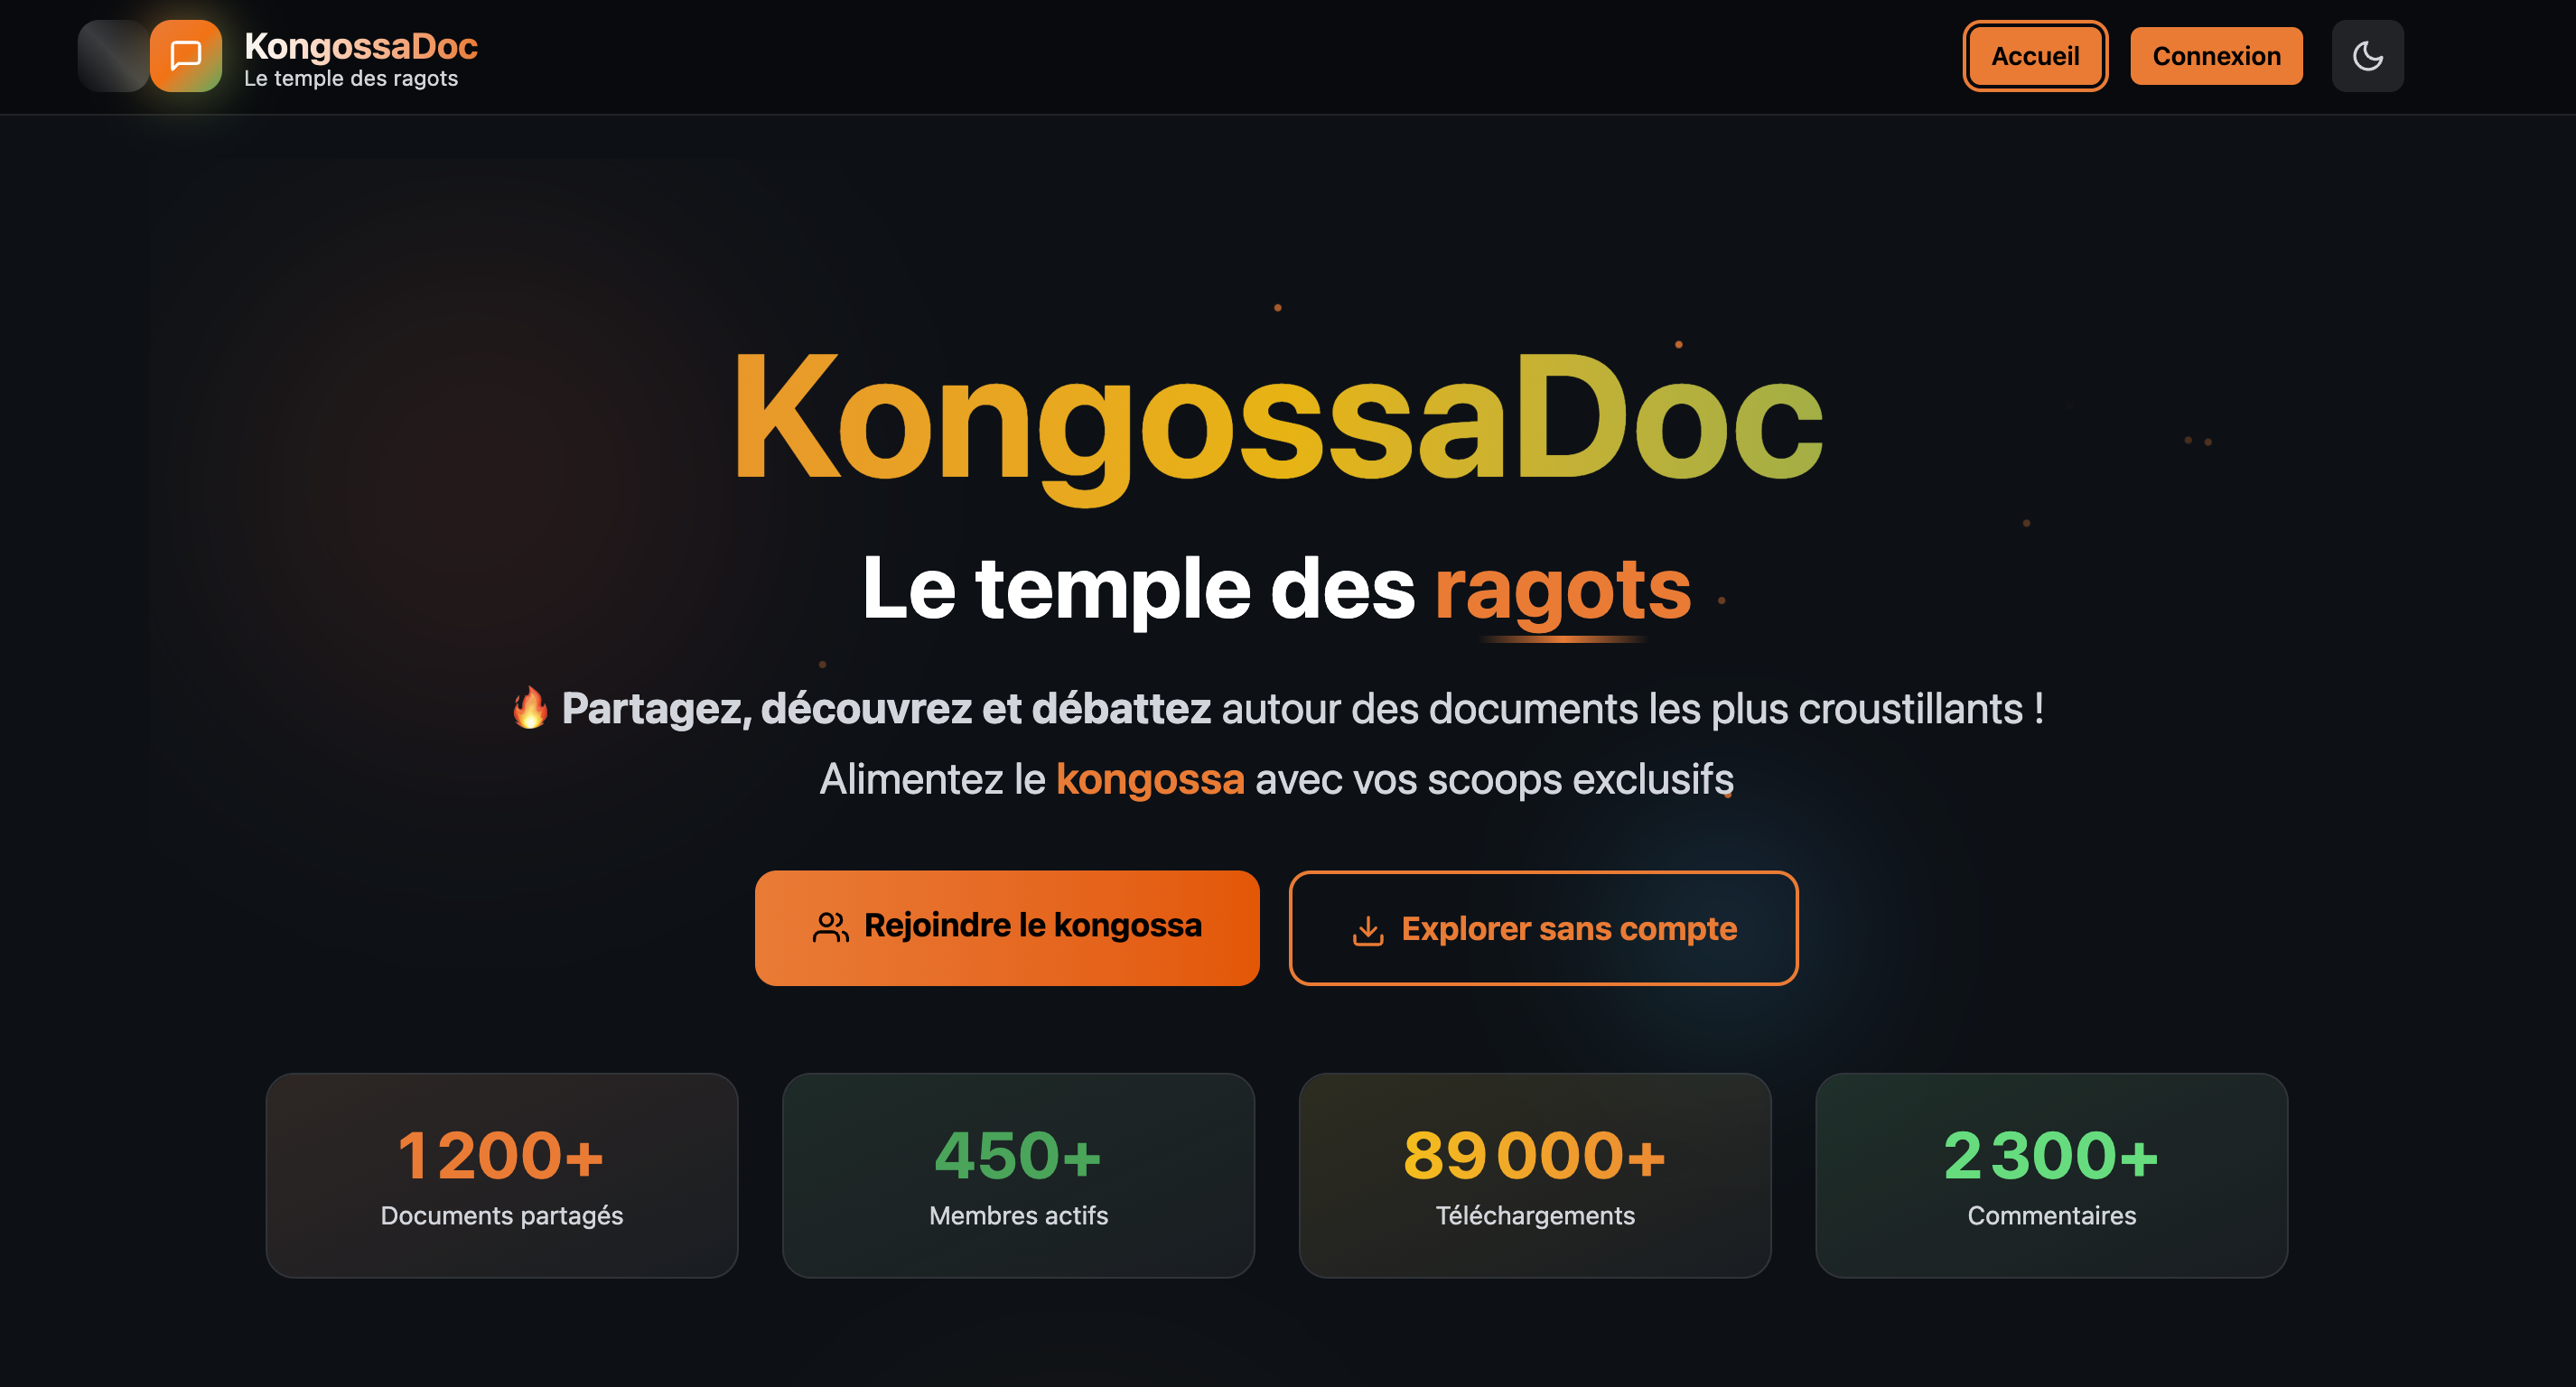 KongossaDoc
Le temple des ragots
Accueil
Connexion
KongossaDoc
Le temple des ragots
🔥 Partagez, découvrez et débattez autour des documents les plus croustillants !
Alimentez le kongossa avec vos scoops exclusifs
Rejoindre le kongossa
Explorer sans compte
1 200+
Documents partagés
450+
Membres actifs
89 000+
Téléchargements
2 300+
Commentaires